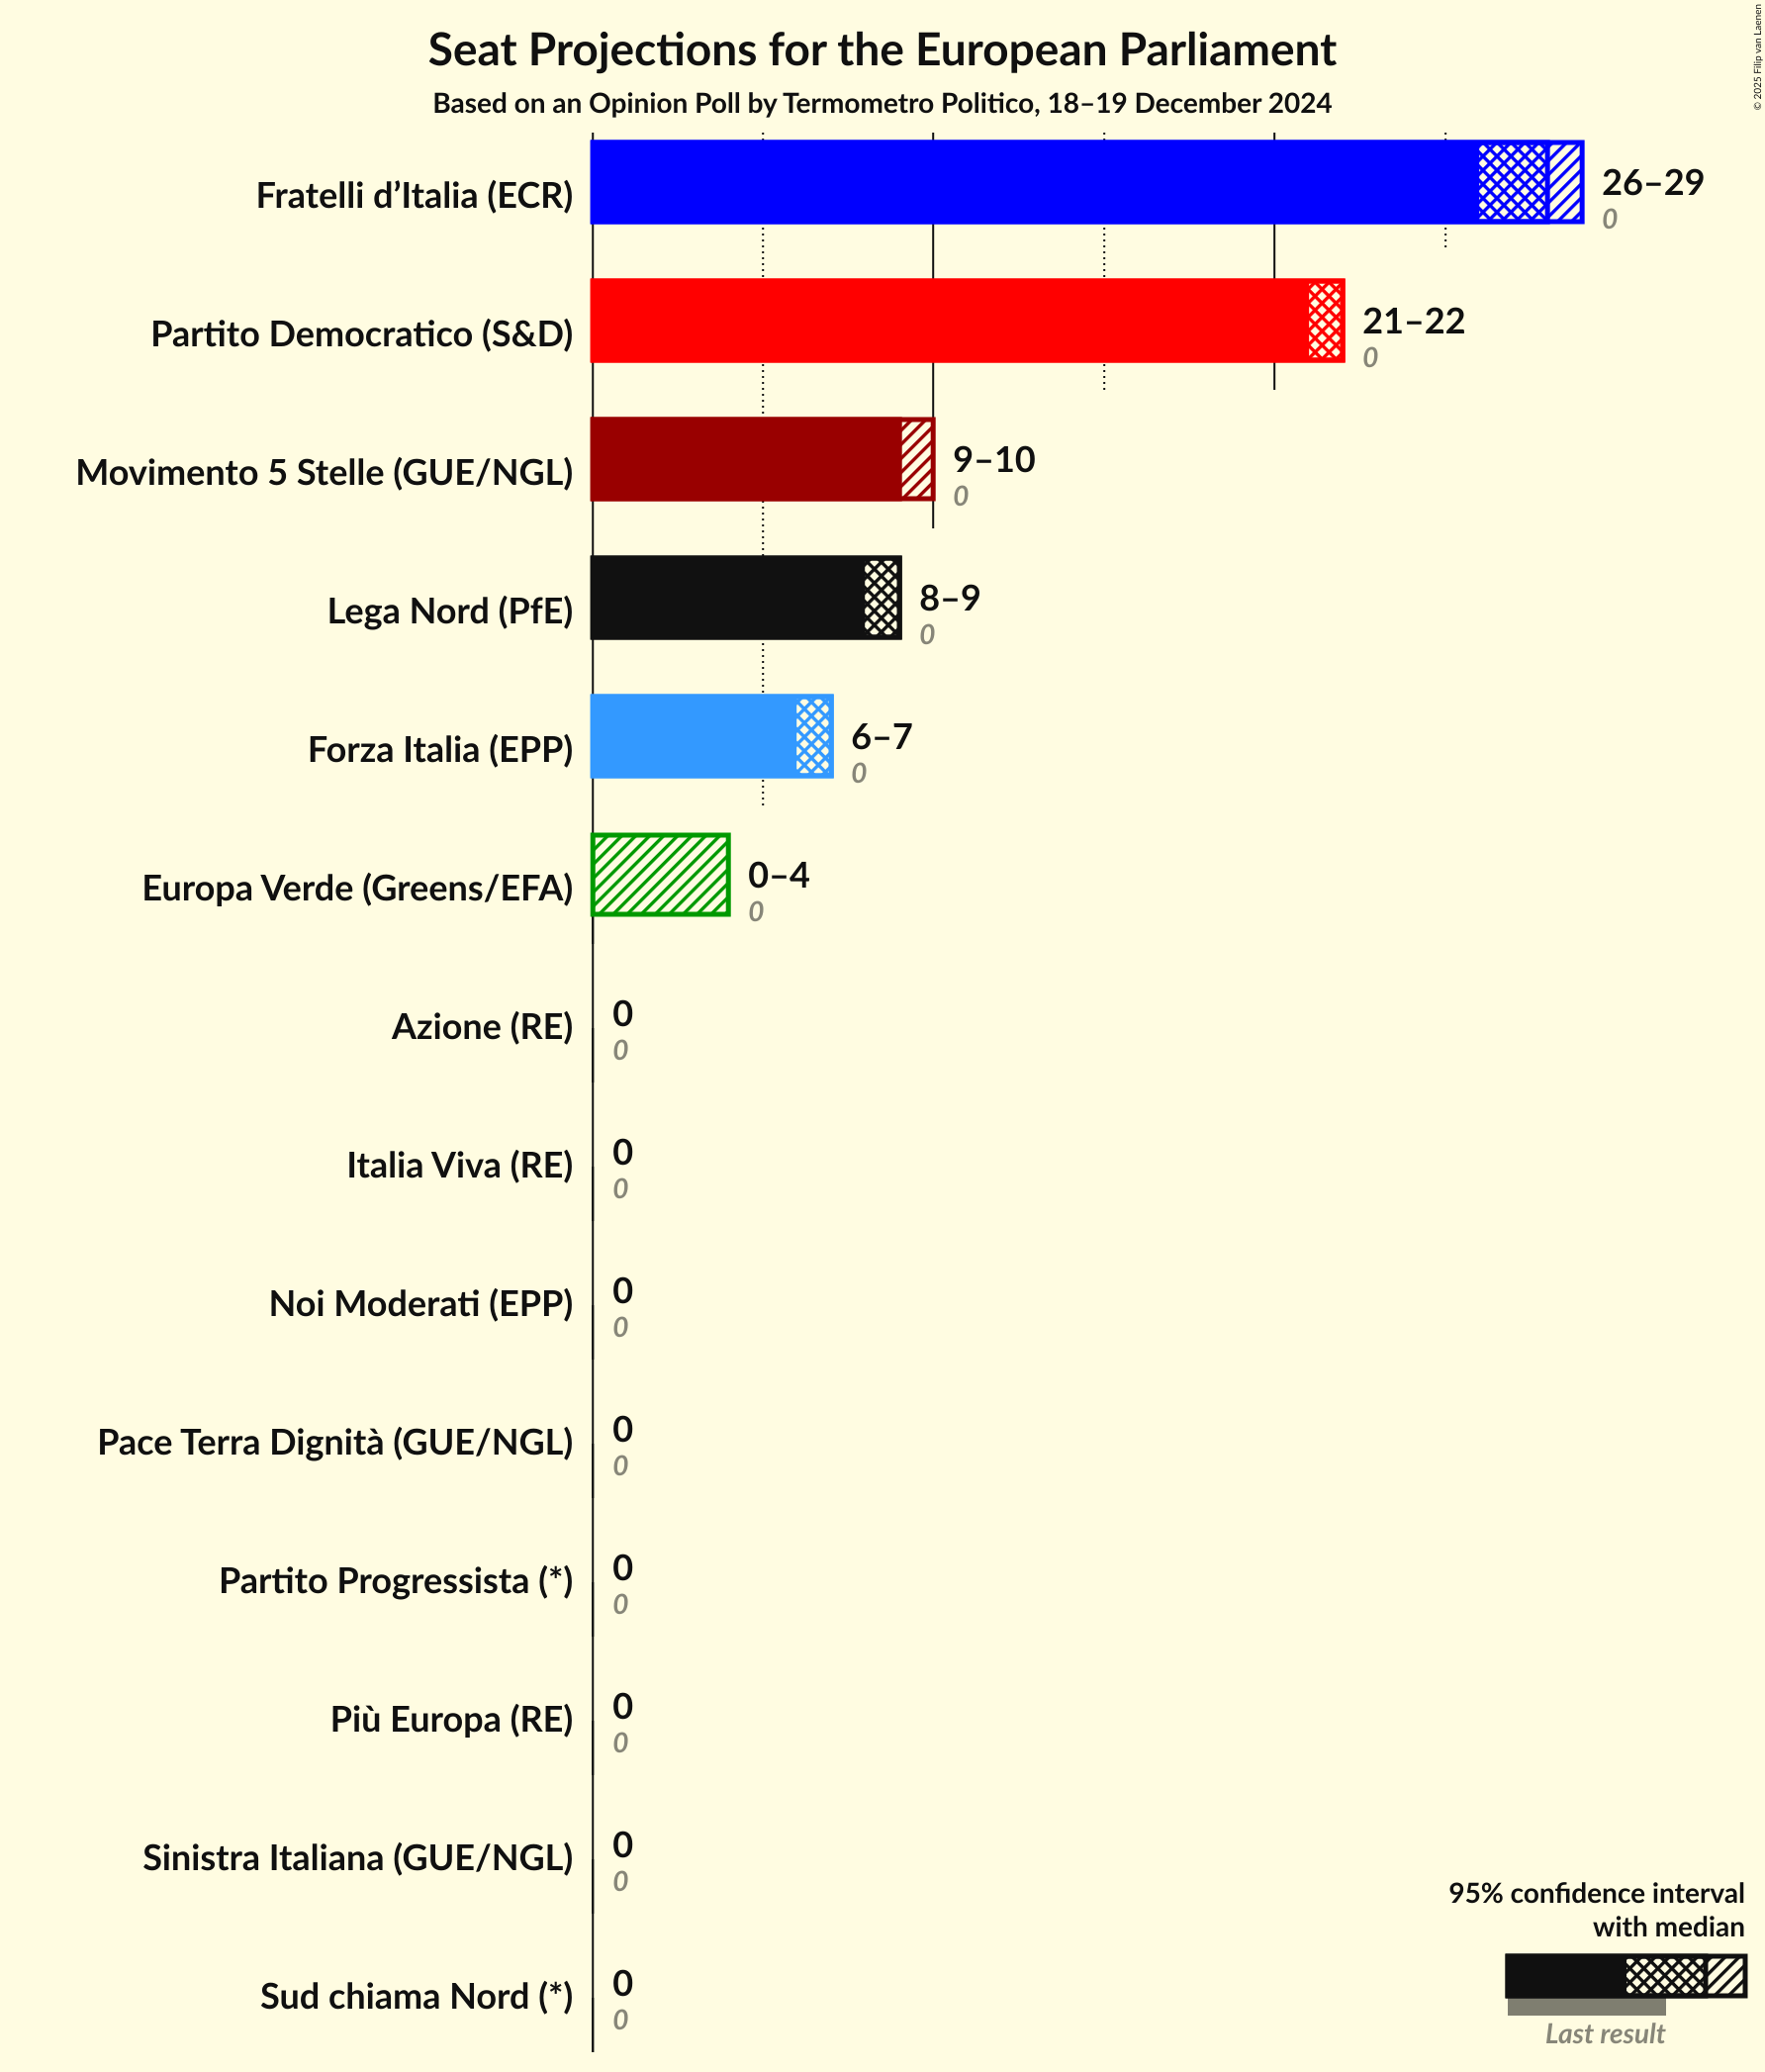 Seat Projections for the European Parliament
Based on an Opinion Poll by Termometro Politico, 18–19 December 2024
© 2025 Filip van Laenen
Fratelli d’Italia (ECR)
26–29
0
Partito Democratico (S&D)
21–22
0
Movimento 5 Stelle (GUE/NGL)
9–10
0
Lega Nord (PfE)
8–9
0
Forza Italia (EPP)
6–7
0
Europa Verde (Greens/EFA)
0–4
0
Azione (RE)
0
0
Italia Viva (RE)
0
0
Noi Moderati (EPP)
0
0
Pace Terra Dignità (GUE/NGL)
0
0
Partito Progressista (*)
0
0
Più Europa (RE)
0
0
Sinistra Italiana (GUE/NGL)
0
0
Sud chiama Nord (*)
0
0
95% confidence interval
with median
Last result